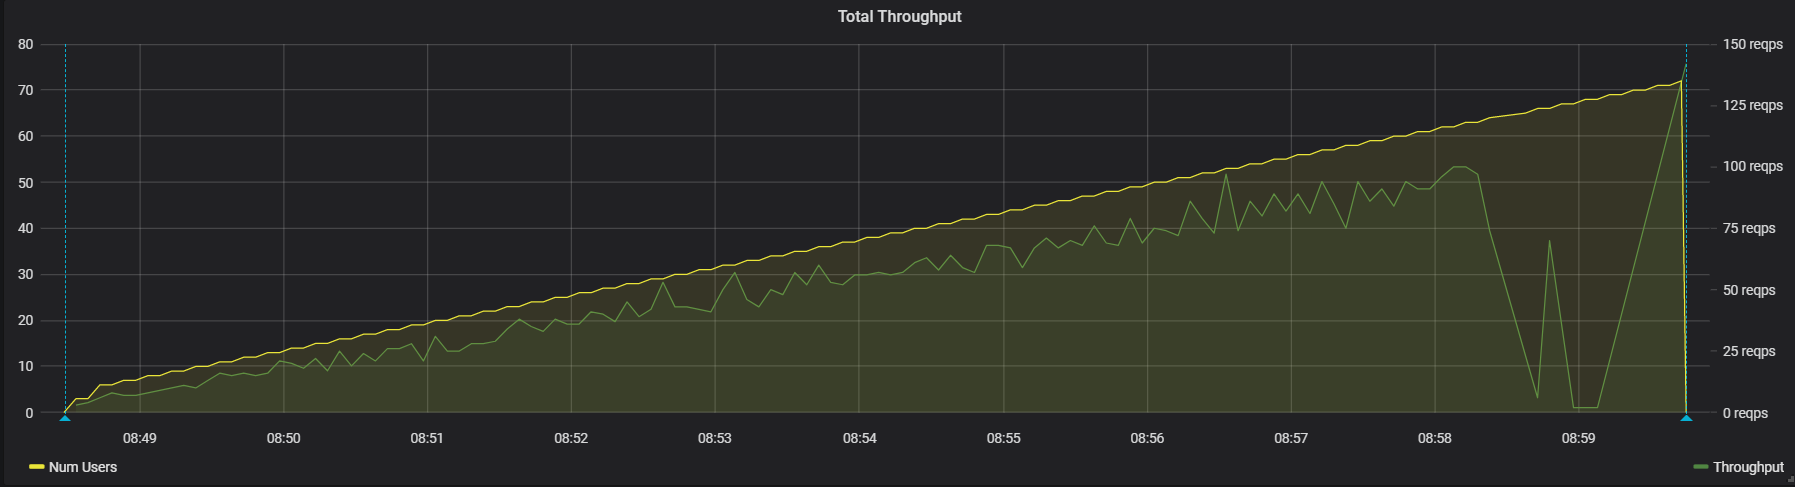 Total Throughput
80 150 reqps
70
125 reqps
60
100 reqps
50
40 75 reqps
30
50 reqps
20
25 reqps
10
0 0 reqps
08:49 08:50 08:51 08:52 08:53 08:54 08:55 08:56 08:57 08:58 08:59
Num Users Throughput